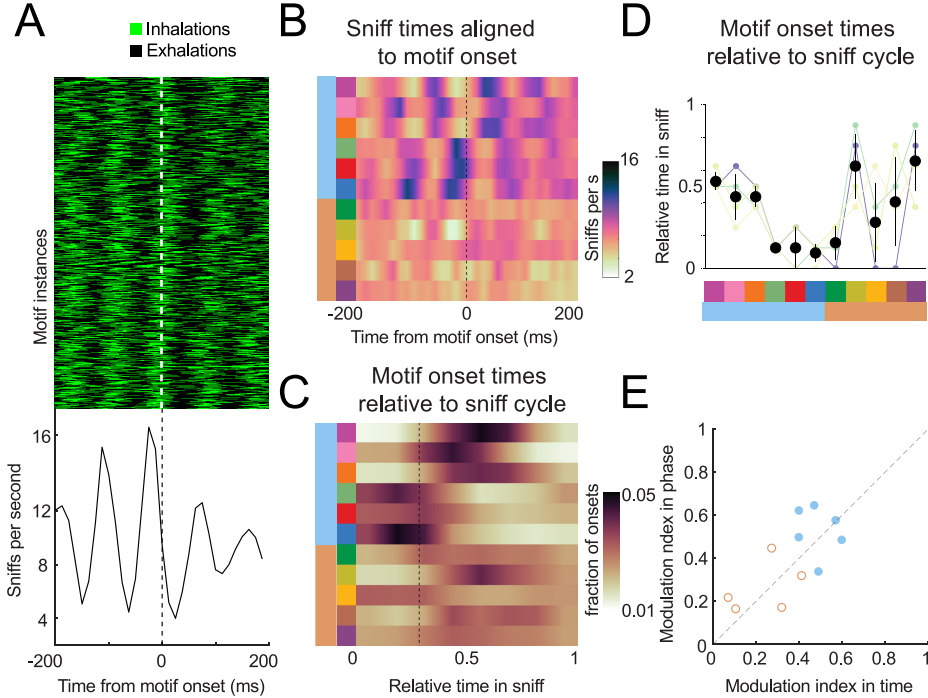 A
Inhalations
Exhalations
Motif instances
16
12
8
4
Sniffs per second
-200
0
200
Time from motif onset (ms)
B
Sniff times aligned
to motif onset
16
2
Sniffs per s
-200
0
200
Time from motif onset (ms)
C
Motif onset times
relative to sniff cycle
0.05
0.01
fraction of onsets
0
0.5
1
Relative time in sniff
D
Motif onset times
relative to sniff cycle
1
0.5
0
Relative time in sniff
E
1
0.8
0.6
0.4
0.2
0
Modulation ndex in phase
0
0.2
0.4
0.6
0.8
1
Modulation index in time